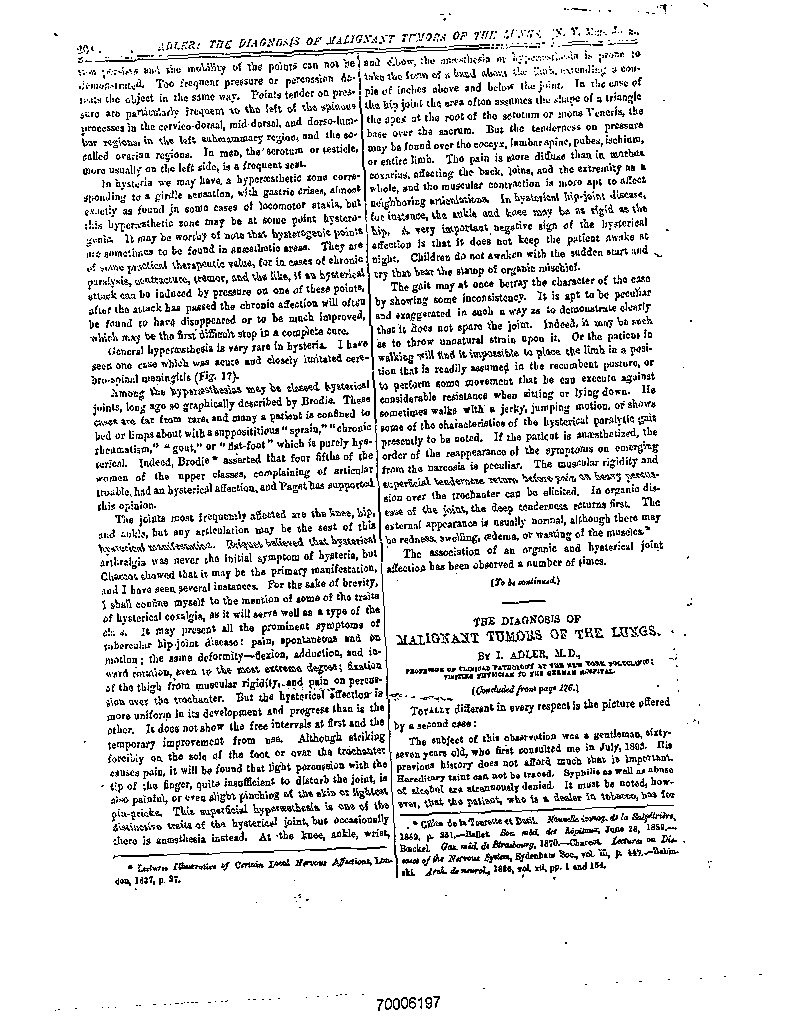 ADLER: THE DIAGNOSIS OF MALIGNANT TUMORS OF THE LUNGS. [N. Y. Med. J.,
and the mobility of the points can not be
demonstrated. Too frequent pressure or percussion
the object in the same way. Points tender on pres-
sure are particularly frequent to the left of the spinous
processes in the cervico-dorsal, mid-dorsal, and dorso-lum-
bar regions, in the left submammary region, and the so-
called ovarian regions. In men, the scrotum or testicle,
more usually on the left side, is a frequent seat.
In hysteria we may have a hyperæsthetic zone corre-
sponding to a girdle sensation, with gastric crises, almost
exactly as found in some cases of locomotor ataxia, but
this hyperæsthetic zone may be at some point hystero-
genic. It may be worthy of note that hysterogenic points
are sometimes to be found in anæsthetic areas. They are
of some practical therapeutic value, for in cases of chronic
paralysis, contracture, tremor, and the like, if an hysterical
attack can be induced by pressure on one of these points,
after the attack has passed the chronic affection will often
be found to have disappeared or to be much improved,
which may be the first difficult step in a complete cure.
General hyperæsthesia is very rare in hysteria. I have
seen one case which was acute and closely imitated cere-
bro-spinal meningitis (Fig. 17).
Among the hyperæsthesias may be classed hysterical
joints, long ago so graphically described by Brodie. These
cases are far from rare, and many a patient is confined to
bed or limps about with a supposititious "sprain," "chronic
rheumatism," "gout," or "flat-foot" which is purely hys-
terical. Indeed, Brodie * asserted that four fifths of the
women of the upper classes, complaining of articular
trouble, had an hysterical affection, and Paget has supported
this opinion.
The joints most frequently affected are the knee, hip,
and ankle, but any articulation may be the seat of this
hysterical manifestation. Briquet believed that hysterical
arthralgia was never the initial symptom of hysteria, but
Charcot showed that it may be the primary manifestation,
and I have seen several instances. For the sake of brevity,
I shall confine myself to the mention of some of the traits
of hysterical coxalgia, as it will serve well as a type of the
class. It may present all the prominent symptoms of
tubercular hip-joint disease: pain, spontaneous and on
motion; the same deformity—flexion, adduction, and in-
ward rotation, even to the most extreme degree; fixation
of the thigh from muscular rigidity, and pain on percus-
sion over the trochanter. But the hysterical affection is
more uniform in its development and progress than is the
other. It does not show the free intervals at first and the
temporary improvement from use. Although striking
forcibly on the sole of the foot or over the trochanter
causes pain, it will be found that light percussion with the
tip of the finger, quite insufficient to disturb the joint, is
also painful, or even slight pinching of the skin or lightest
pin-pricks. This superficial hyperæsthesia is one of the
distinctive traits of the hysterical joint, but occasionally
there is anæsthesia instead. At the knee, ankle, wrist,
* Lectures Illustrative of Certain Local Nervous Affections, Lon-
don, 1837, p. 37.
and elbow, the anæsthesia or hyperæsthesia is prone to
take the form of a band about the limb, extending a cou-
ple of inches above and below the joint. In the case of
the hip joint the area often assumes the shape of a triangle
the apex at the root of the scrotum or mons Veneris, the
base over the sacrum. But the tenderness on pressure
may be found over the coccyx, lumbar spine, pubes, ischium,
or entire limb. The pain is more diffuse than in morbus
coxarius, affecting the back, loins, and the extremity as a
whole, and the muscular contraction is more apt to affect
neighboring articulations. In hysterical hip-joint disease,
for instance, the ankle and knee may be as rigid as the
hip. A very important negative sign of the hysterical
affection is that it does not keep the patient awake at
night. Children do not awaken with the sudden start and
cry that bear the stamp of organic mischief.
The gait may at once betray the character of the case
by showing some inconsistency. It is apt to be peculiar
and exaggerated in such a way as to demonstrate clearly
that it does not spare the joint. Indeed, it may be such
as to throw unnatural strain upon it. Or the patient in
walking will find it impossible to place the limb in a posi-
tion that is readily assumed in the recumbent posture, or
to perform some movement that he can execute against
considerable resistance when sitting or lying down. He
sometimes walks with a jerky, jumping motion, or shows
some of the characteristics of the hysterical paralytic gait
presently to be noted. If the patient is anæsthetized, the
order of the reappearance of the symptoms on emerging
from the narcosis is peculiar. The muscular rigidity and
superficial tenderness return before pain on heavy percus-
sion over the trochanter can be elicited. In organic dis-
ease of the joint, the deep tenderness returns first. The
external appearance is usually normal, although there may
be redness, swelling, œdema, or wasting of the muscles.*
The association of an organic and hysterical joint
affection has been observed a number of times.
(To be continued.)
THE DIAGNOSIS OF
MALIGNANT TUMORS OF THE LUNGS.
BY I. ADLER, M.D.,
PROFESSOR OF CLINICAL PATHOLOGY AT THE NEW YORK POLYCLINIC;
VISITING PHYSICIAN TO THE GERMAN HOSPITAL.
(Concluded from page 176.)
TOTALLY different in every respect is the picture offered
by a second case:
The subject of this observation was a gentleman, sixty-
seven years old, who first consulted me in July, 1893. His
previous history does not afford much that is important.
Hereditary taint can not be traced. Syphilis as well as abuse
of alcohol are strenuously denied. It must be noted, how-
ever, that the patient, who is a dealer in tobacco, has for
* Gilles de la Tourette et Dutil. Nouvelle iconog. de la Salpêtrière,
p. 251.—Ballet. Soc. méd. des Hôpitaux, June 28,
Bœckel. Gaz. méd. de Strasbourg, 1870.—Charcot. Lectures on Dis-
eases of the Nervous System, Sydenham Soc., vol. iii, p. 447.—Babin-
ski. Arch. de neurol., 1886, vol. xii, pp. 1 and 154.
70006197